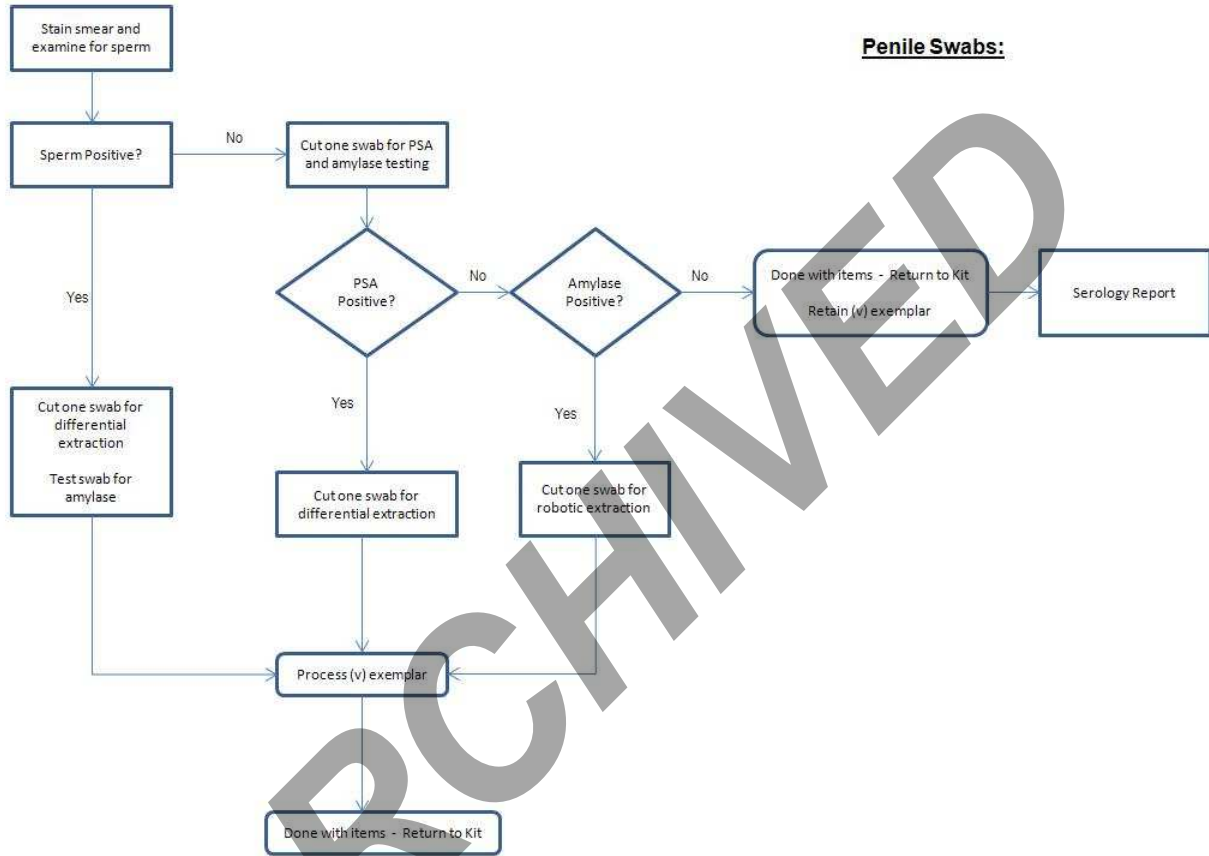 Penile Swabs:
Stain smear and
examine for sperm
Sperm Positive?
No
Cut one swab for PSA
and amylase testing
Yes
PSA
Positive?
No
Amylase
Positive?
No
Done with items - Return to Kit
Retain (v) exemplar
Serology Report
Cut one swab for
differential
extraction
Test swab for
amylase
Yes
Cut one swab for
differential extraction
Yes
Cut one swab for
robotic extraction
Process (v) exemplar
Done with items - Return to Kit
RCHIVED